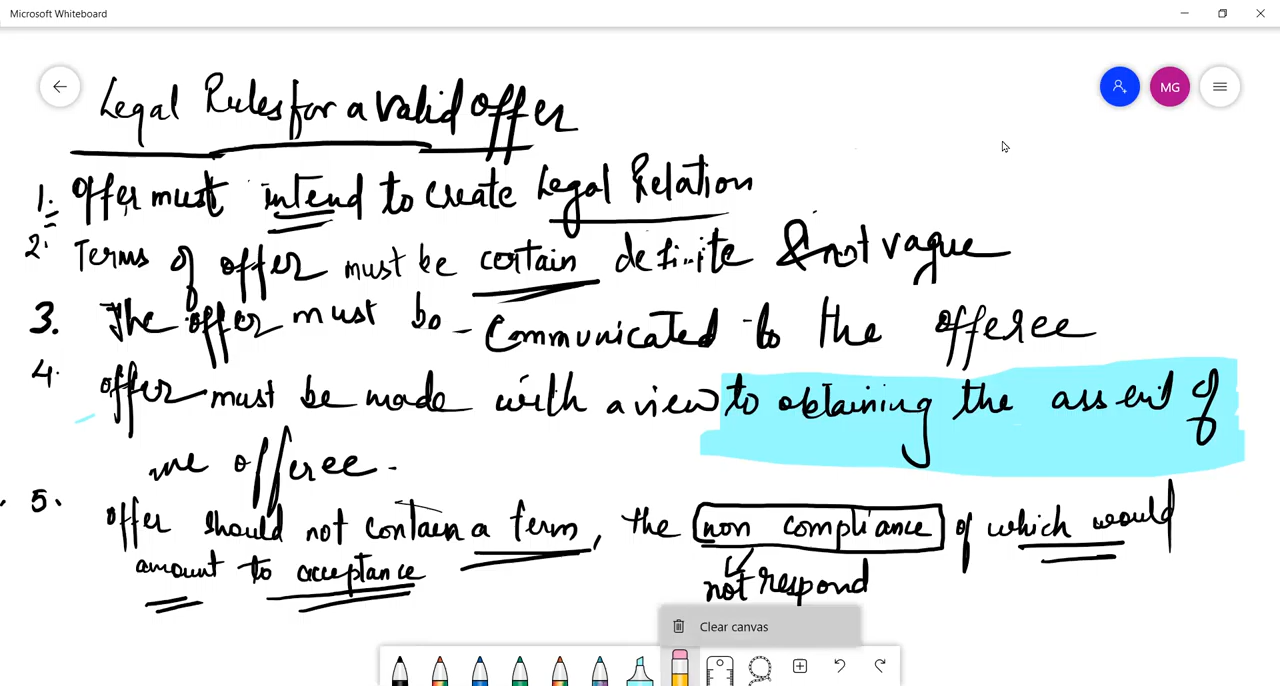 Microsoft Whiteboard
MG
Legal Rules for a valid offer
1. Offer must intend to create Legal Relation
2. Terms of offer must be certain definite & not vague
3. The offer must be communicated to the offeree
4. offer must be made with a view to obtaining the assent of
the offeree.
5. offer should not contain a term, the non compliance of which would
amount to acceptance
not respond
Clear canvas